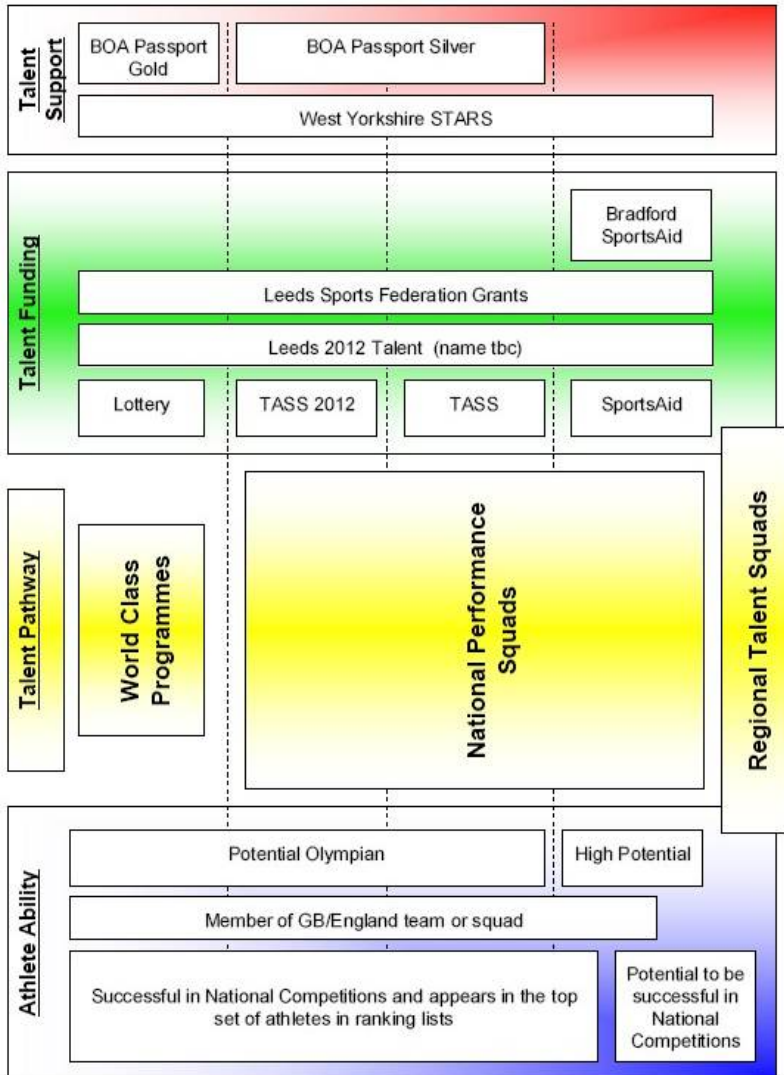 Talent
Support
BOA Passport
Gold
BOA Passport Silver
West Yorkshire STARS
Talent Funding
Bradford
SportsAid
Leeds Sports Federation Grants
Leeds 2012 Talent (name tbc)
Lottery
TASS 2012
TASS
SportsAid
Talent Pathway
World Class
Programmes
National Performance
Squads
Regional Talent Squads
Athlete Ability
Potential Olympian
High Potential
Member of GB/England team or squad
Successful in National Competitions and appears in the top
set of athletes in ranking lists
Potential to be
successful in
National
Competitions